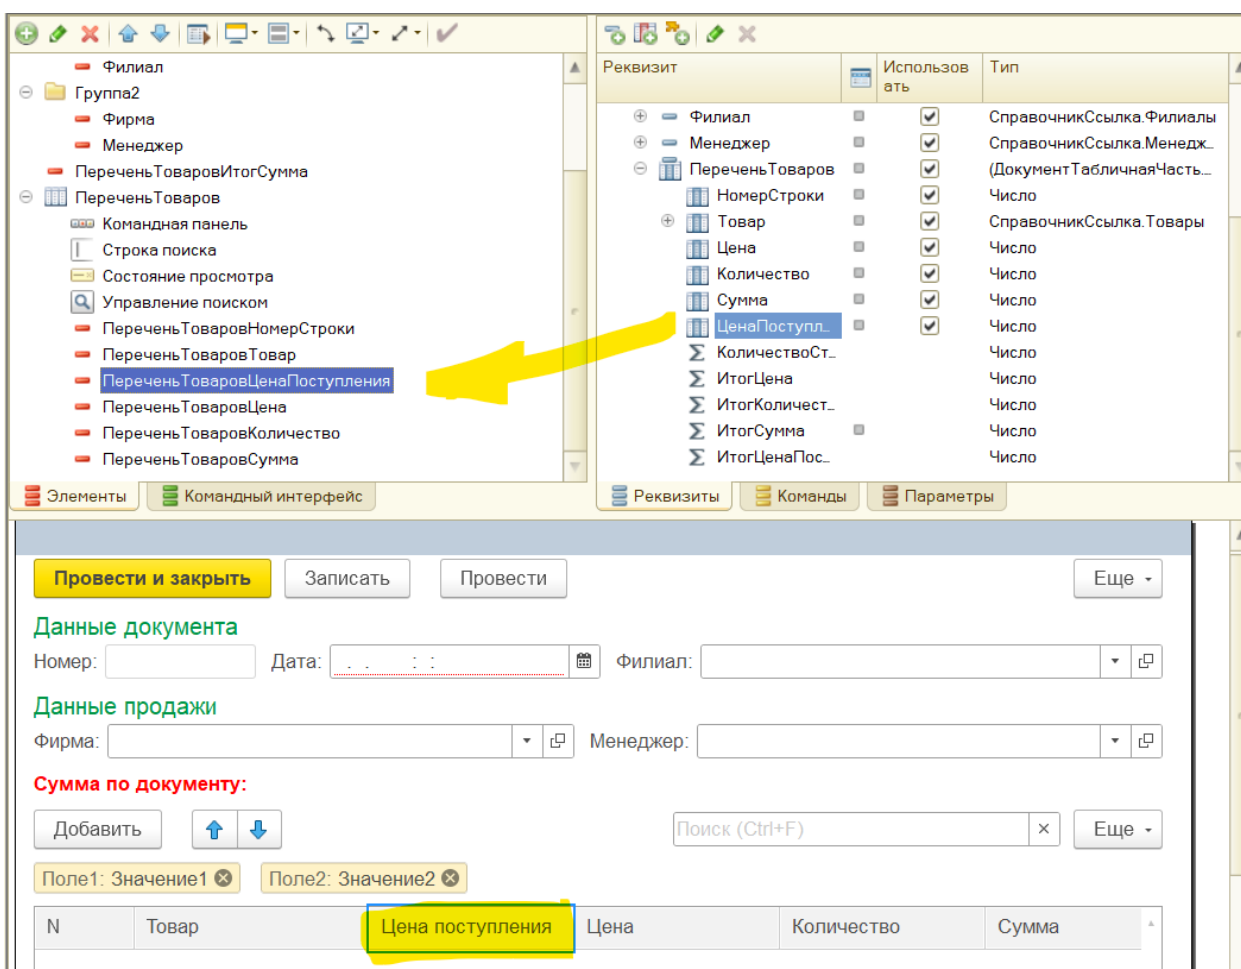 Филиал
Группа2
Фирма
Менеджер
ПереченьТоваровИтогСумма
ПереченьТоваров
Командная панель
Строка поиска
Состояние просмотра
Управление поиском
ПереченьТоваровНомерСтроки
ПереченьТоваровТовар
ПереченьТоваровЦенаПоступления
ПереченьТоваровЦена
ПереченьТоваровКоличество
ПереченьТоваровСумма
Элементы Командный интерфейс
Реквизит Использов Тип
ать
Филиал СправочникСсылка.Филиалы
Менеджер СправочникСсылка.Менедж...
ПереченьТоваров (ДокументТабличнаяЧасть....
НомерСтроки Число
Товар СправочникСсылка.Товары
Цена Число
Количество Число
Сумма Число
ЦенаПоступл... Число
КоличествоСт... Число
ИтогЦена Число
ИтогКоличест... Число
ИтогСумма Число
ИтогЦенаПос... Число
Реквизиты Команды Параметры
Провести и закрыть Записать Провести Еще
Данные документа
Номер: Дата: . . : : Филиал:
Данные продажи
Фирма: Менеджер:
Сумма по документу:
Добавить Поиск (Ctrl+F) × Еще
Поле1: Значение1 Поле2: Значение2
N Товар Цена поступления Цена Количество Сумма